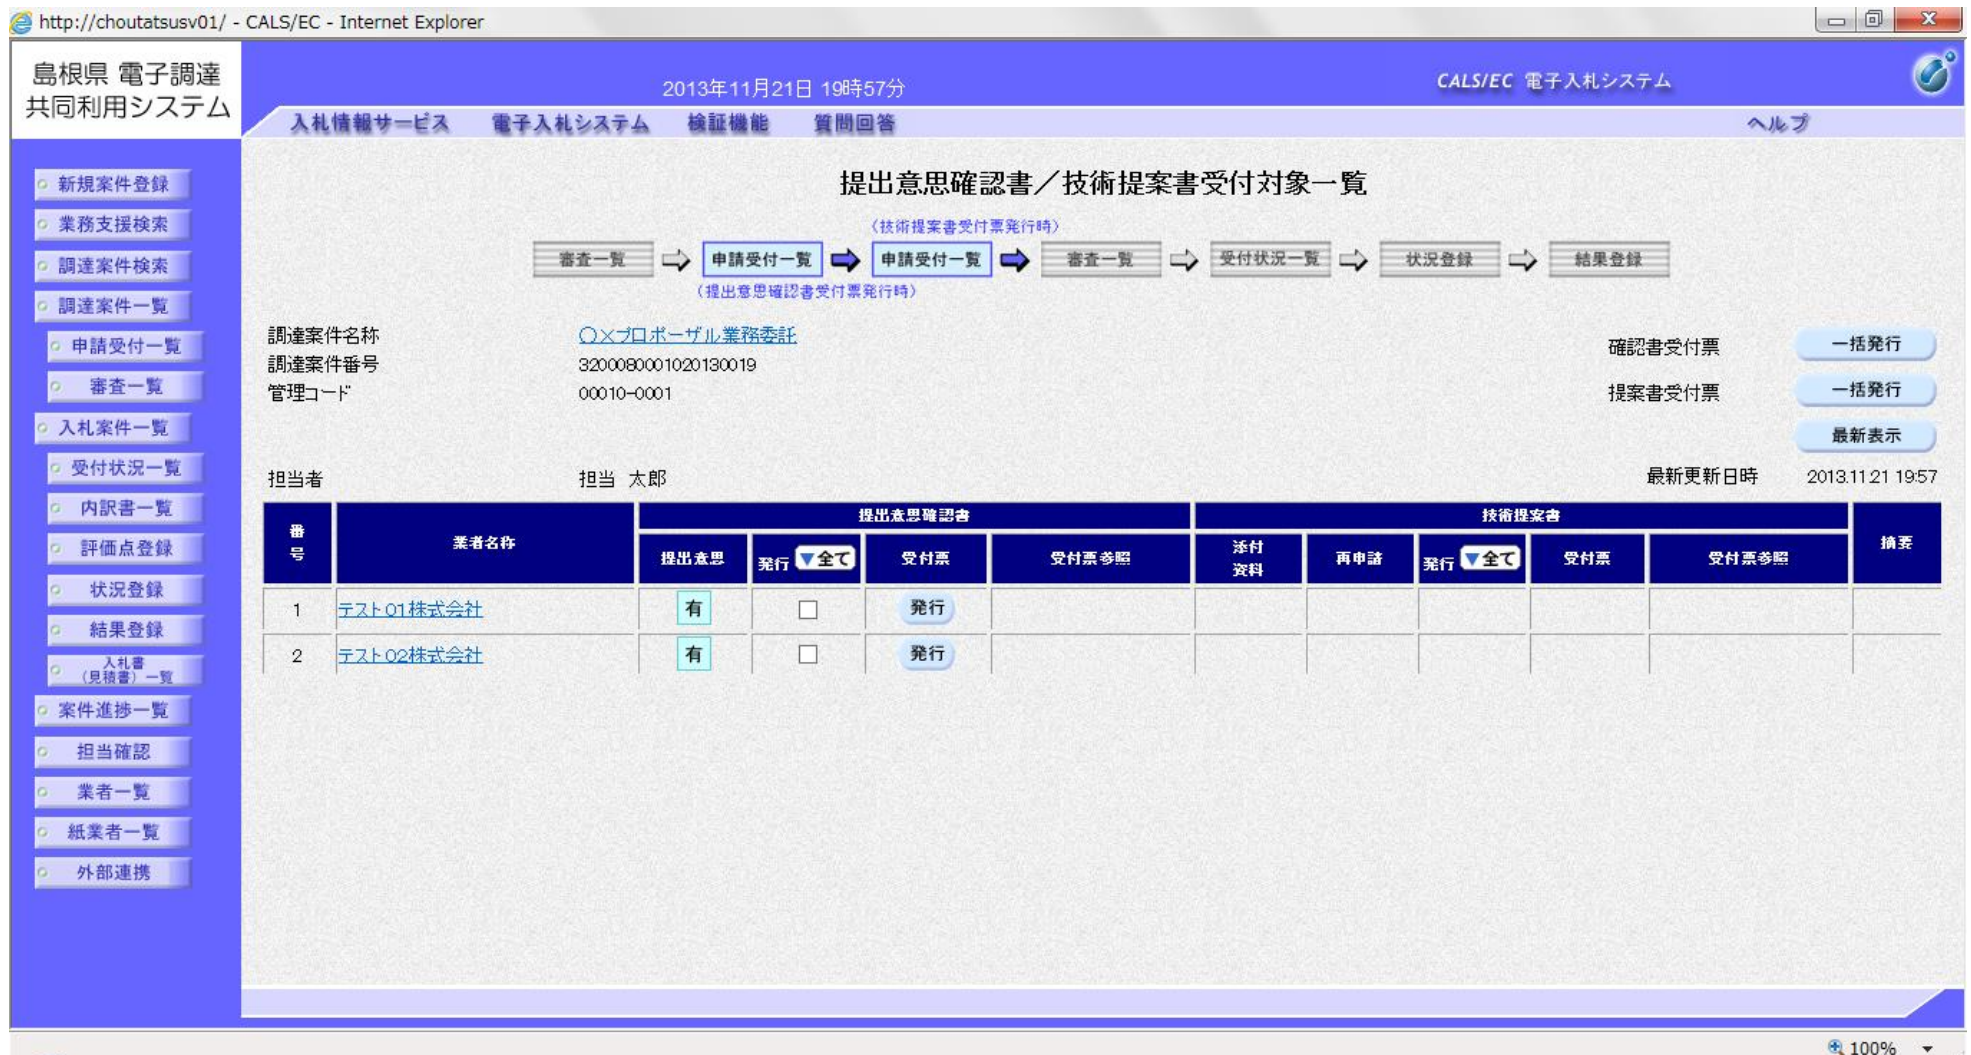 http://choutatsusv01/ - CALS/EC - Internet Explorer
島根県 電子調達
共同利用システム
2013年11月21日 19時57分
CALS/EC 電子入札システム
入札情報サービス 電子入札システム 検証機能 質問回答 ヘルプ
新規案件登録
業務支援検索
調達案件検索
調達案件一覧
申請受付一覧
審査一覧
入札案件一覧
受付状況一覧
内訳書一覧
評価点登録
状況登録
結果登録
入札書
(見積書)一覧
案件進捗一覧
担当確認
業者一覧
紙業者一覧
外部連携
提出意思確認書／技術提案書受付対象一覧
(技術提案書受付票発行時)
審査一覧 申請受付一覧 申請受付一覧 審査一覧 受付状況一覧 状況登録 結果登録
(提出意思確認書受付票発行時)
調達案件名称 〇×プロポーザル業務委託
調達案件番号 3200080001020130019
管理コード 00010-0001
確認書受付票 一括発行
提案書受付票 一括発行
最新表示
担当者 担当 太郎
最新更新日時 2013.11.21 19:57
番号 業者名称 提出意思確認書 技術提案書 摘要
提出意思 発行 ▼全て 受付票 受付票参照 添付資料 再申請 発行 ▼全て 受付票 受付票参照
1 テスト01株式会社 有 発行
2 テスト02株式会社 有 発行
100%